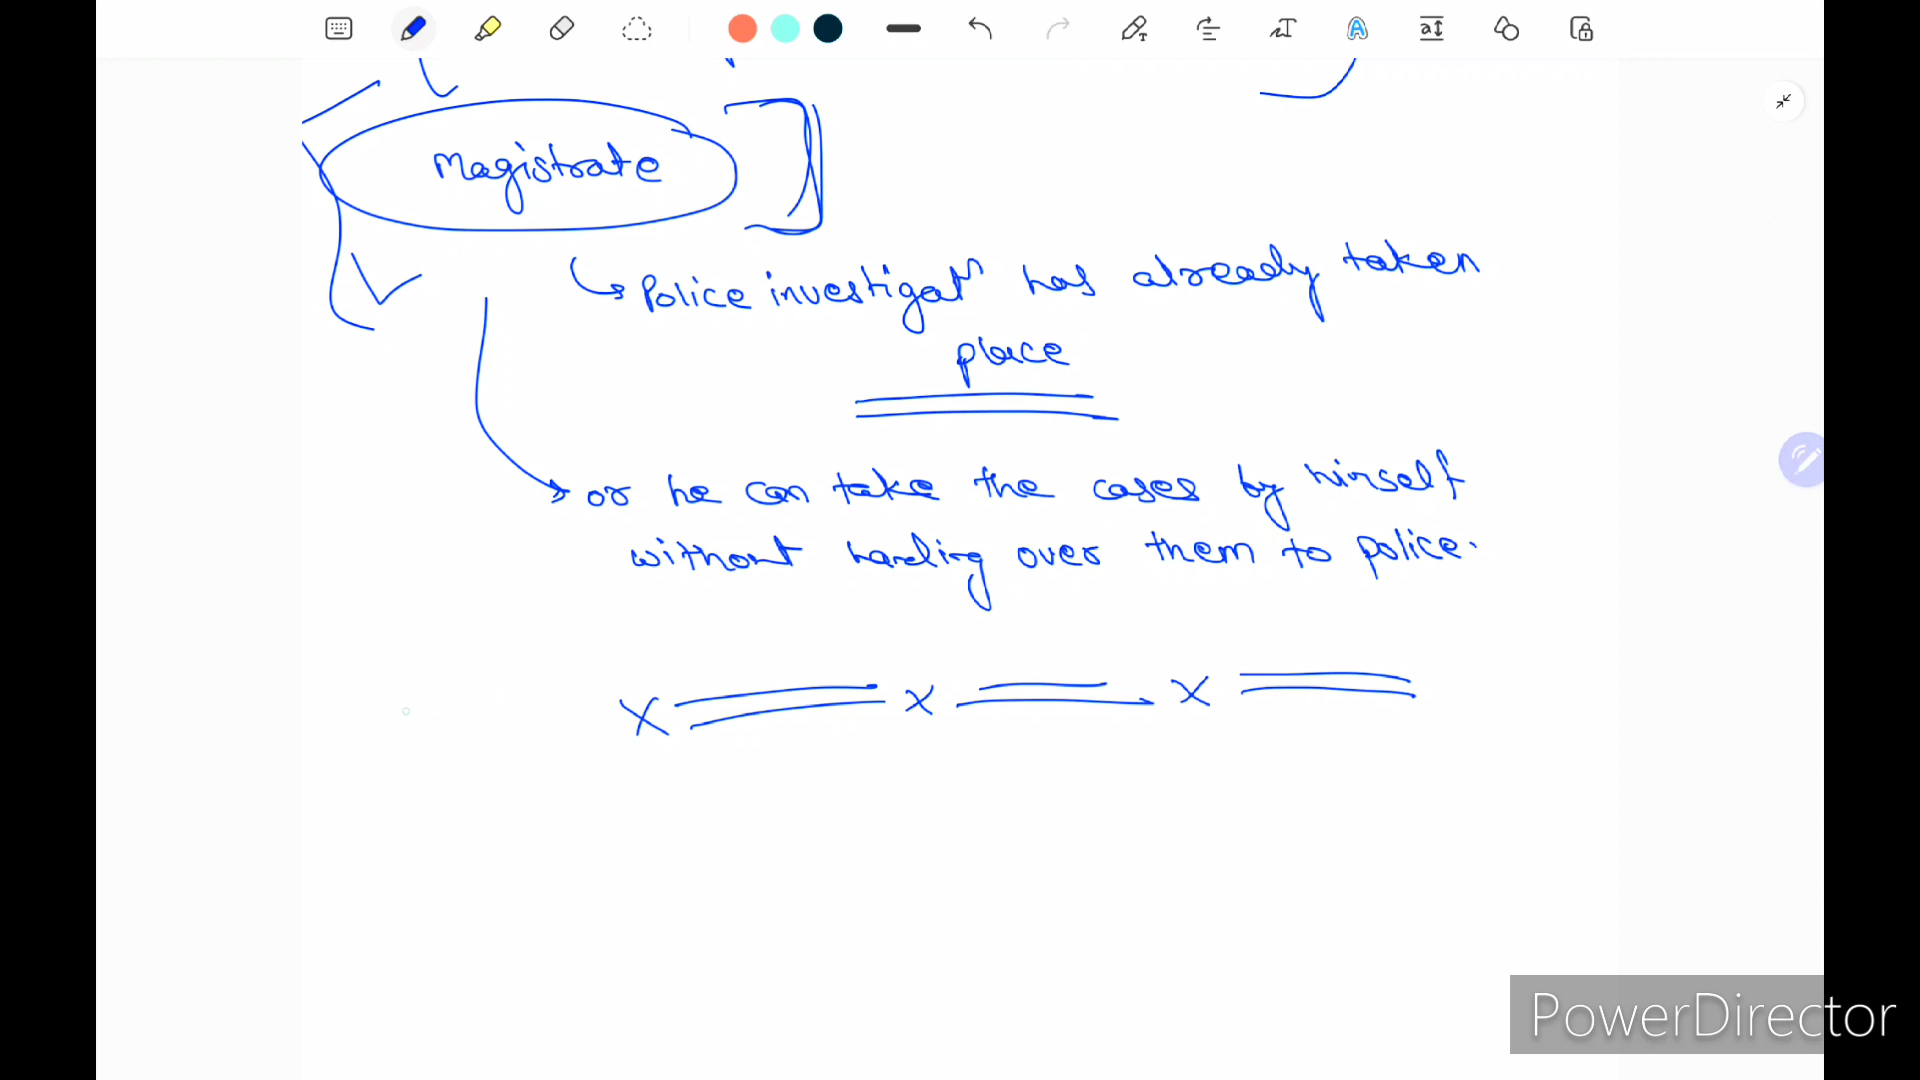 Magistrate
Police investigatn has already taken
place
or he can take the cases by himself
without handing over them to police.
X X X
PowerDirector